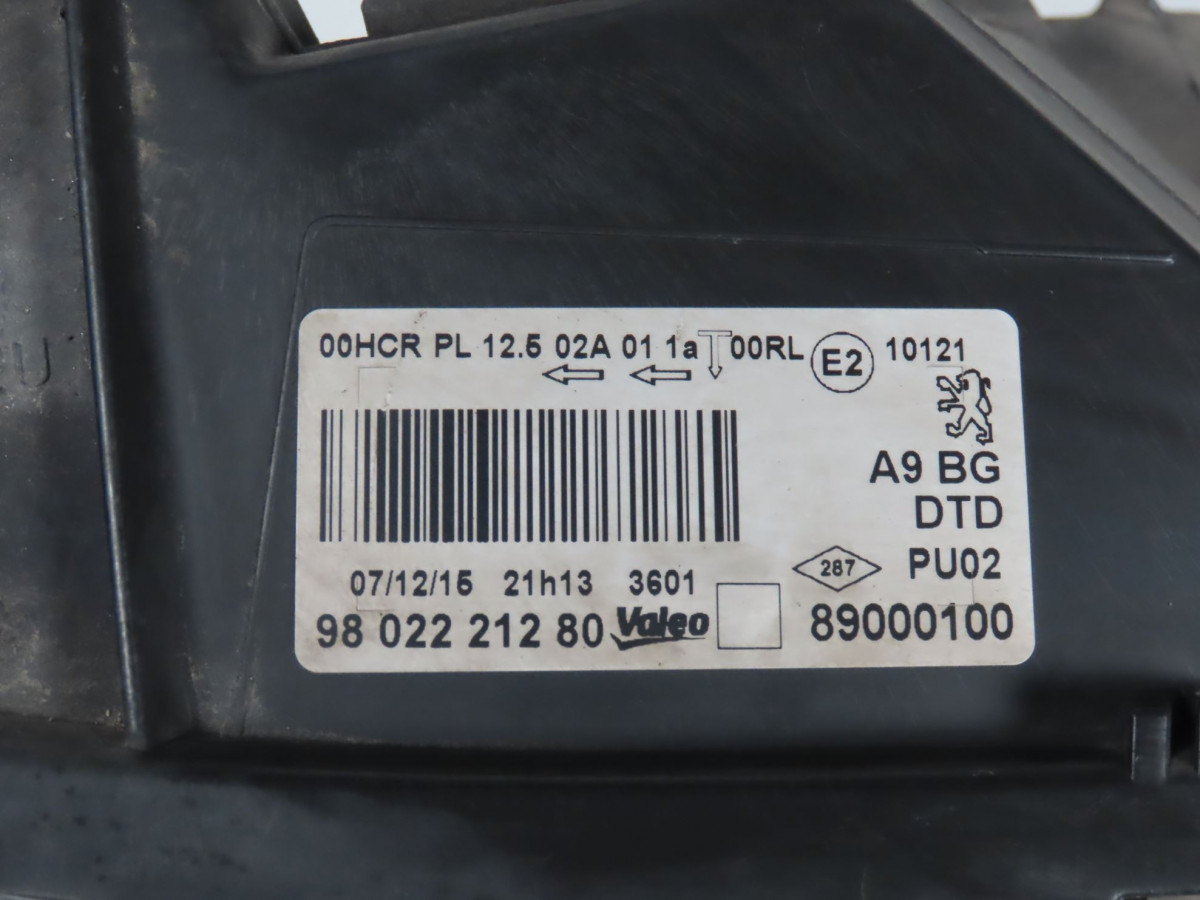 00HCR PL 12.5 02A 01 1a 00RL E2 10121
A9 BG
DTD
287 PU02
07/12/15 21h13 3601
98 022 212 80 Valeo 89000100